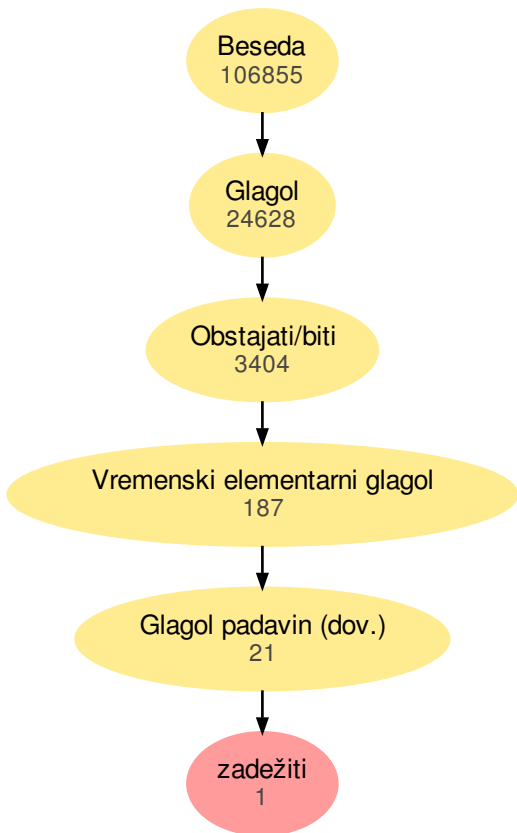 Beseda
106855
Glagol
24628
Obstajati/biti
3404
Vremenski elementarni glagol
187
Glagol padavin (dov.)
21
zadežiti
1